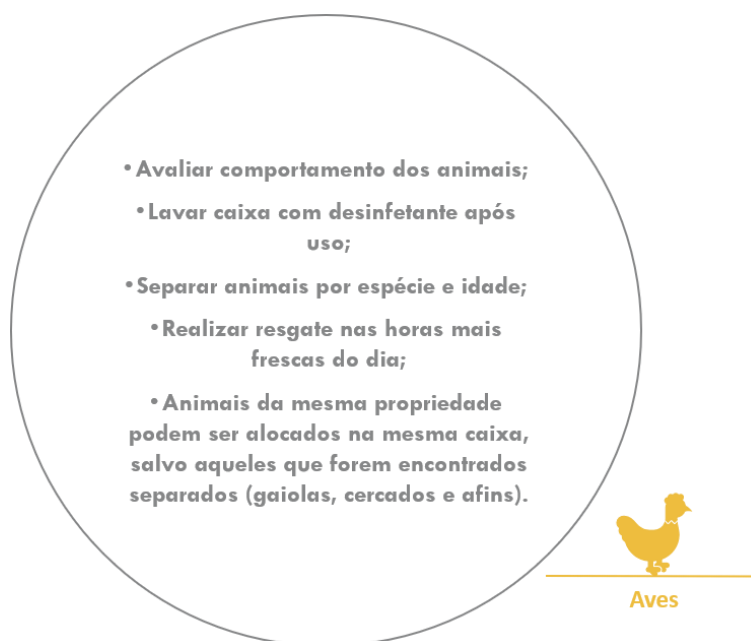 •Avaliar comportamento dos animais;
•Lavar caixa com desinfetante após
uso;
•Separar animais por espécie e idade;
•Realizar resgate nas horas mais
frescas do dia;
•Animais da mesma propriedade
podem ser alocados na mesma caixa,
salvo aqueles que forem encontrados
separados (gaiolas, cercados e afins).
Aves